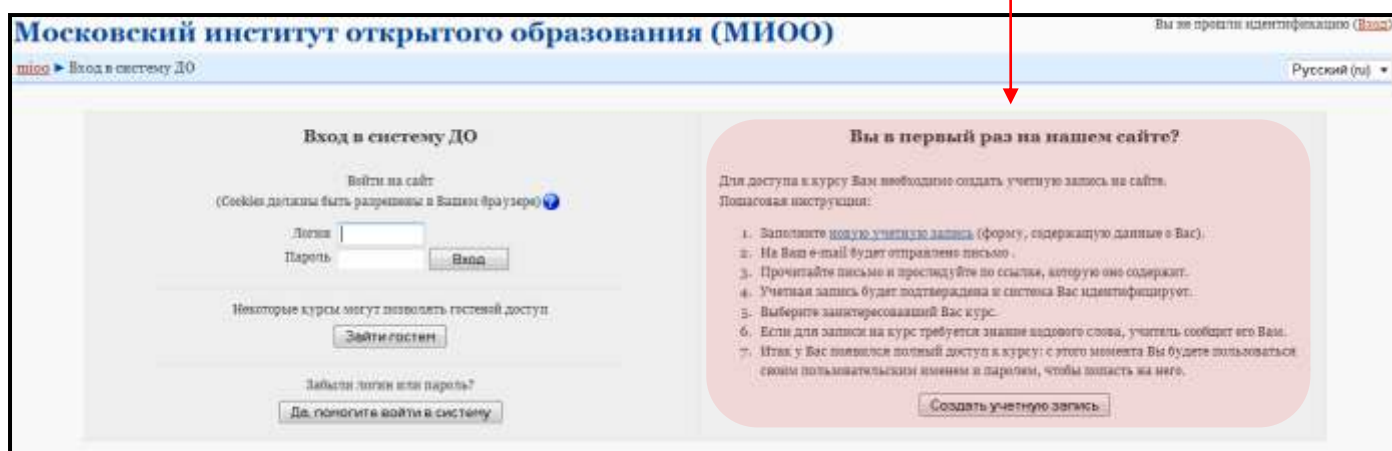 Московский институт открытого образования (МИОО)
Вы не прошли идентификацию (Вход)
mioo ► Вход в систему ДО
Русский (ru)
Вход в систему ДО
Войти на сайт
(Cookies должны быть разрешены в Вашем браузере)
Логин
Пароль
Вход
Некоторые курсы могут позволять гостевой доступ
Зайти гостем
Забыли логин или пароль?
Да, помогите войти в систему
Вы в первый раз на нашем сайте?
Для доступа к курсу Вам необходимо создать учетную запись на сайте.
Пошаговая инструкция:
1. Заполните новую учетную запись (форму, содержащую данные о Вас).
2. На Ваш e-mail будет отправлено письмо .
3. Прочитайте письмо и проследуйте по ссылке, которую оно содержит.
4. Учетная запись будет подтверждена и система Вас идентифицирует.
5. Выберите заинтересовавший Вас курс.
6. Если для записи на курс требуется знание кодового слова, учитель сообщит его Вам.
7. Итак у Вас появился полный доступ к курсу: с этого момента Вы будете пользоваться
своим пользовательским именем и паролем, чтобы попасть на него.
Создать учетную запись